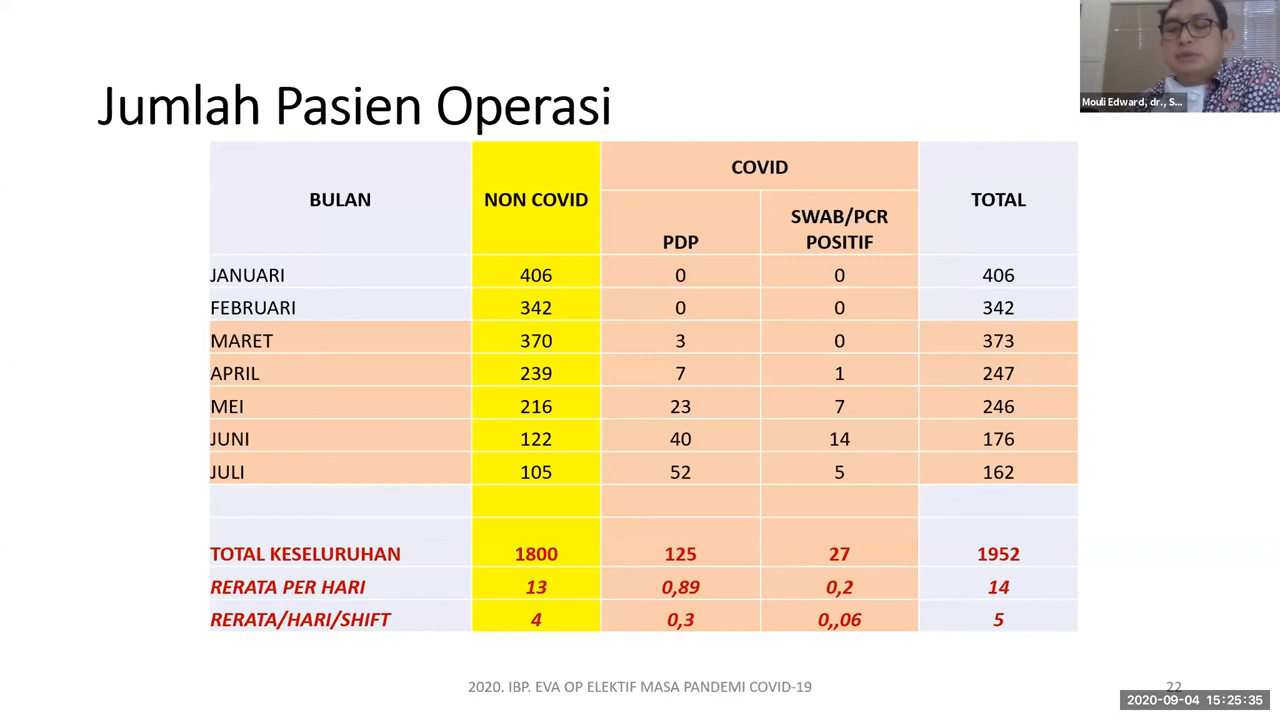 Mouli Edward, dr., S...
Jumlah Pasien Operasi
BULAN NON COVID COVID TOTAL
PDP SWAB/PCR POSITIF
JANUARI 406 0 0 406
FEBRUARI 342 0 0 342
MARET 370 3 0 373
APRIL 239 7 1 247
MEI 216 23 7 246
JUNI 122 40 14 176
JULI 105 52 5 162
TOTAL KESELURUHAN 1800 125 27 1952
RERATA PER HARI 13 0,89 0,2 14
RERATA/HARI/SHIFT 4 0,3 0,,06 5
2020. IBP. EVA OP ELEKTIF MASA PANDEMI COVID-19 22
2020-09-04 15:25:35